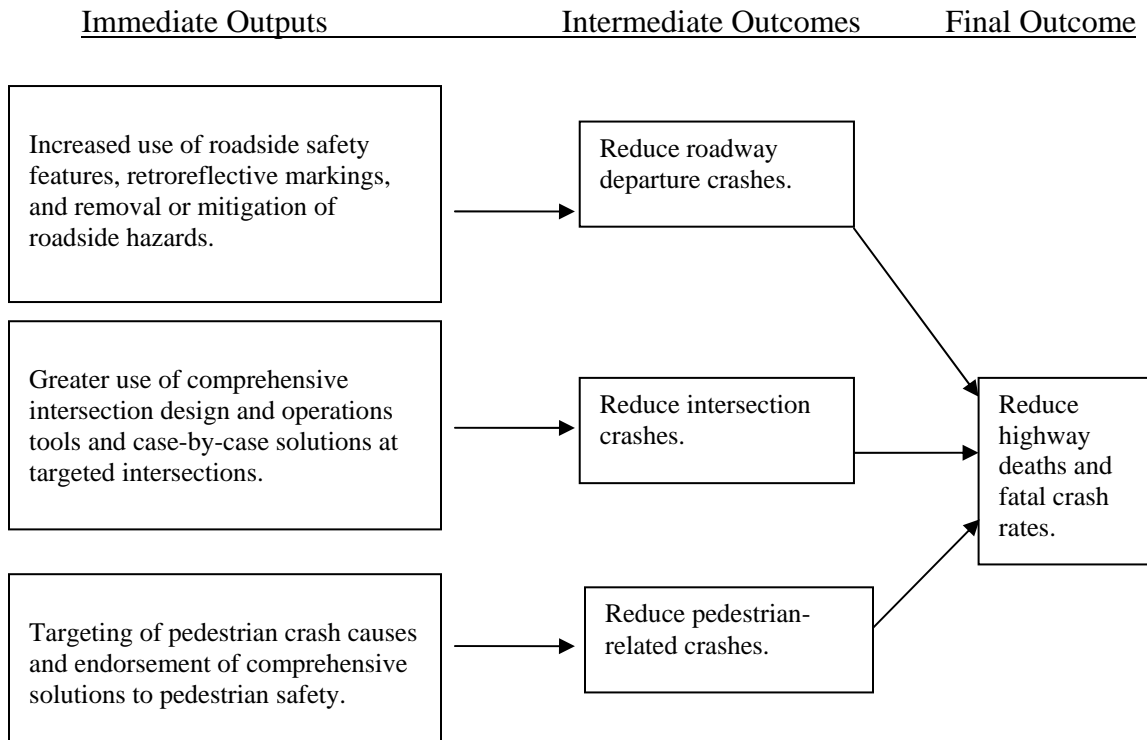 Immediate Outputs Intermediate Outcomes Final Outcome
Increased use of roadside safety
features, retroreflective markings,
and removal or mitigation of
roadside hazards.
Reduce roadway
departure crashes.
Greater use of comprehensive
intersection design and operations
tools and case-by-case solutions at
targeted intersections.
Reduce intersection
crashes.
Reduce
highway
deaths and
fatal crash
rates.
Targeting of pedestrian crash causes
and endorsement of comprehensive
solutions to pedestrian safety.
Reduce pedestrian-
related crashes.